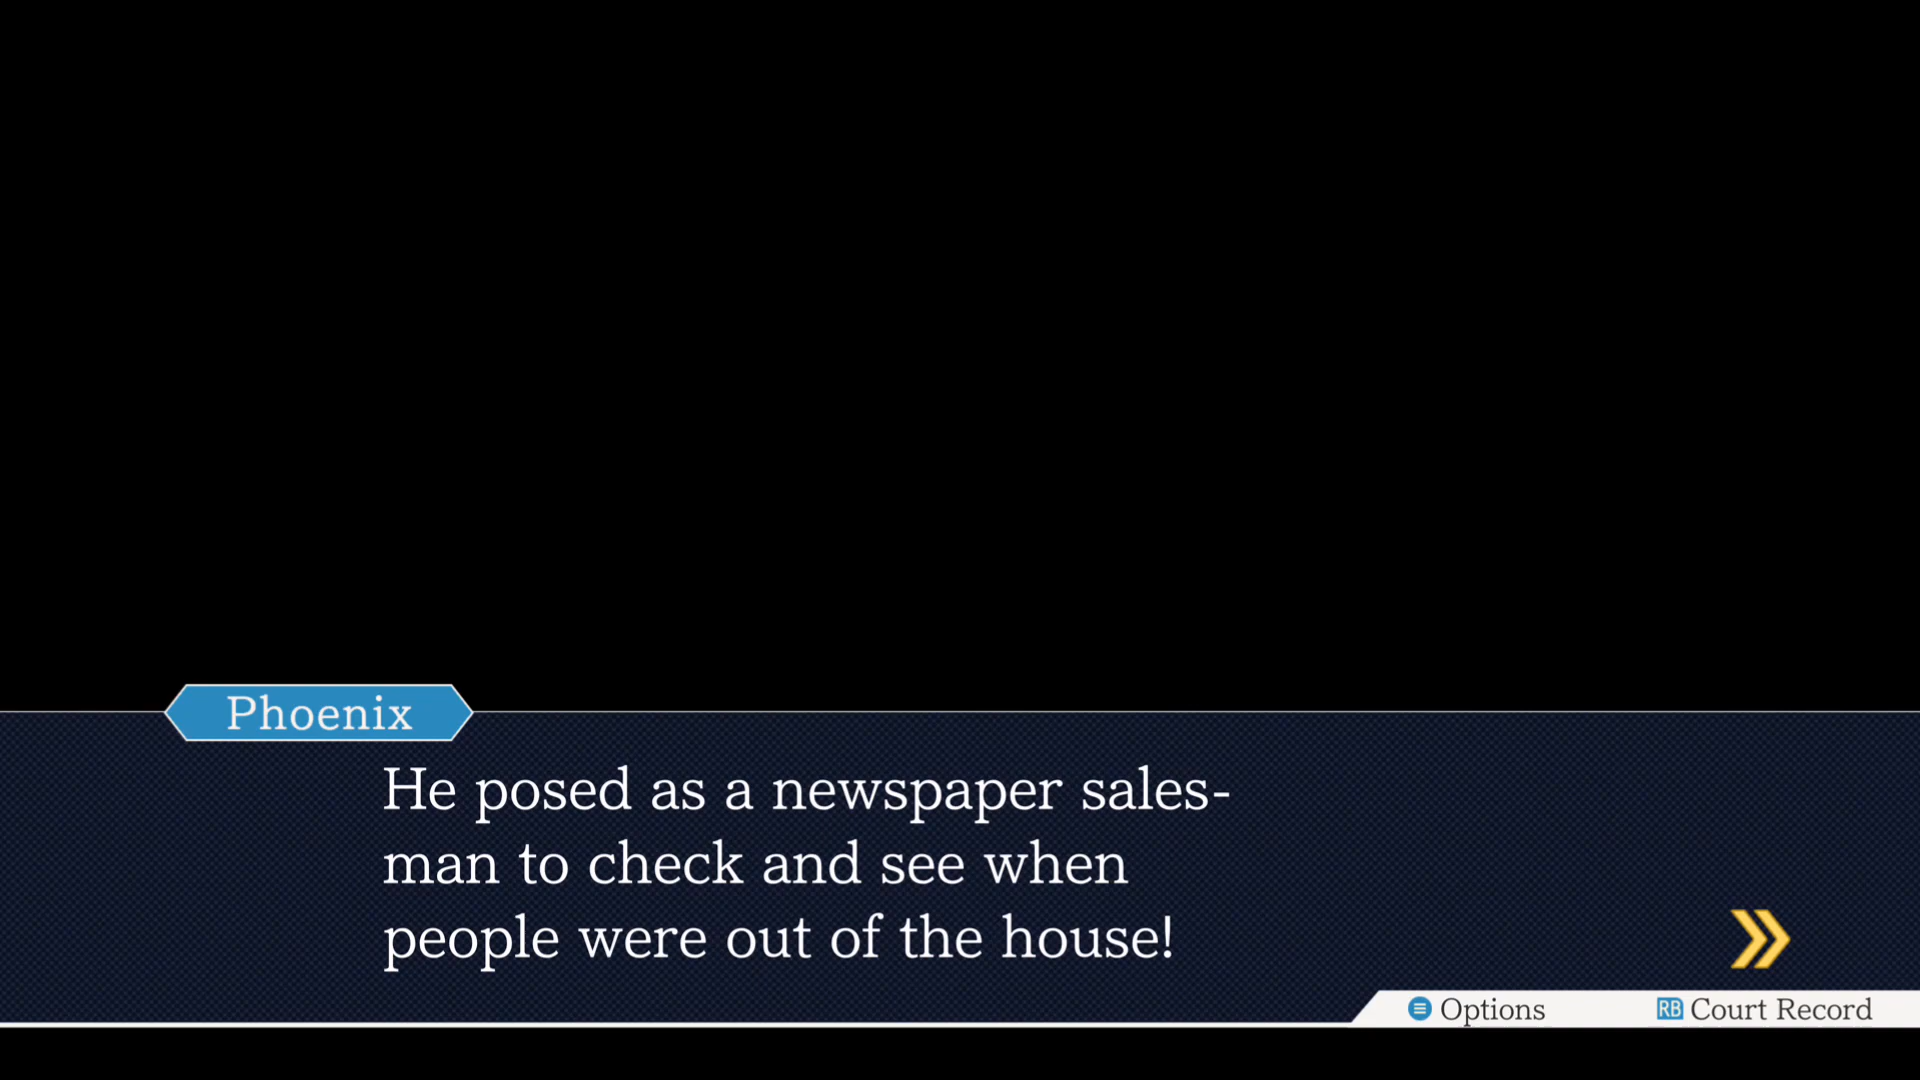 Phoenix
He posed as a newspaper sales-
man to check and see when
people were out of the house!
Options
RB Court Record